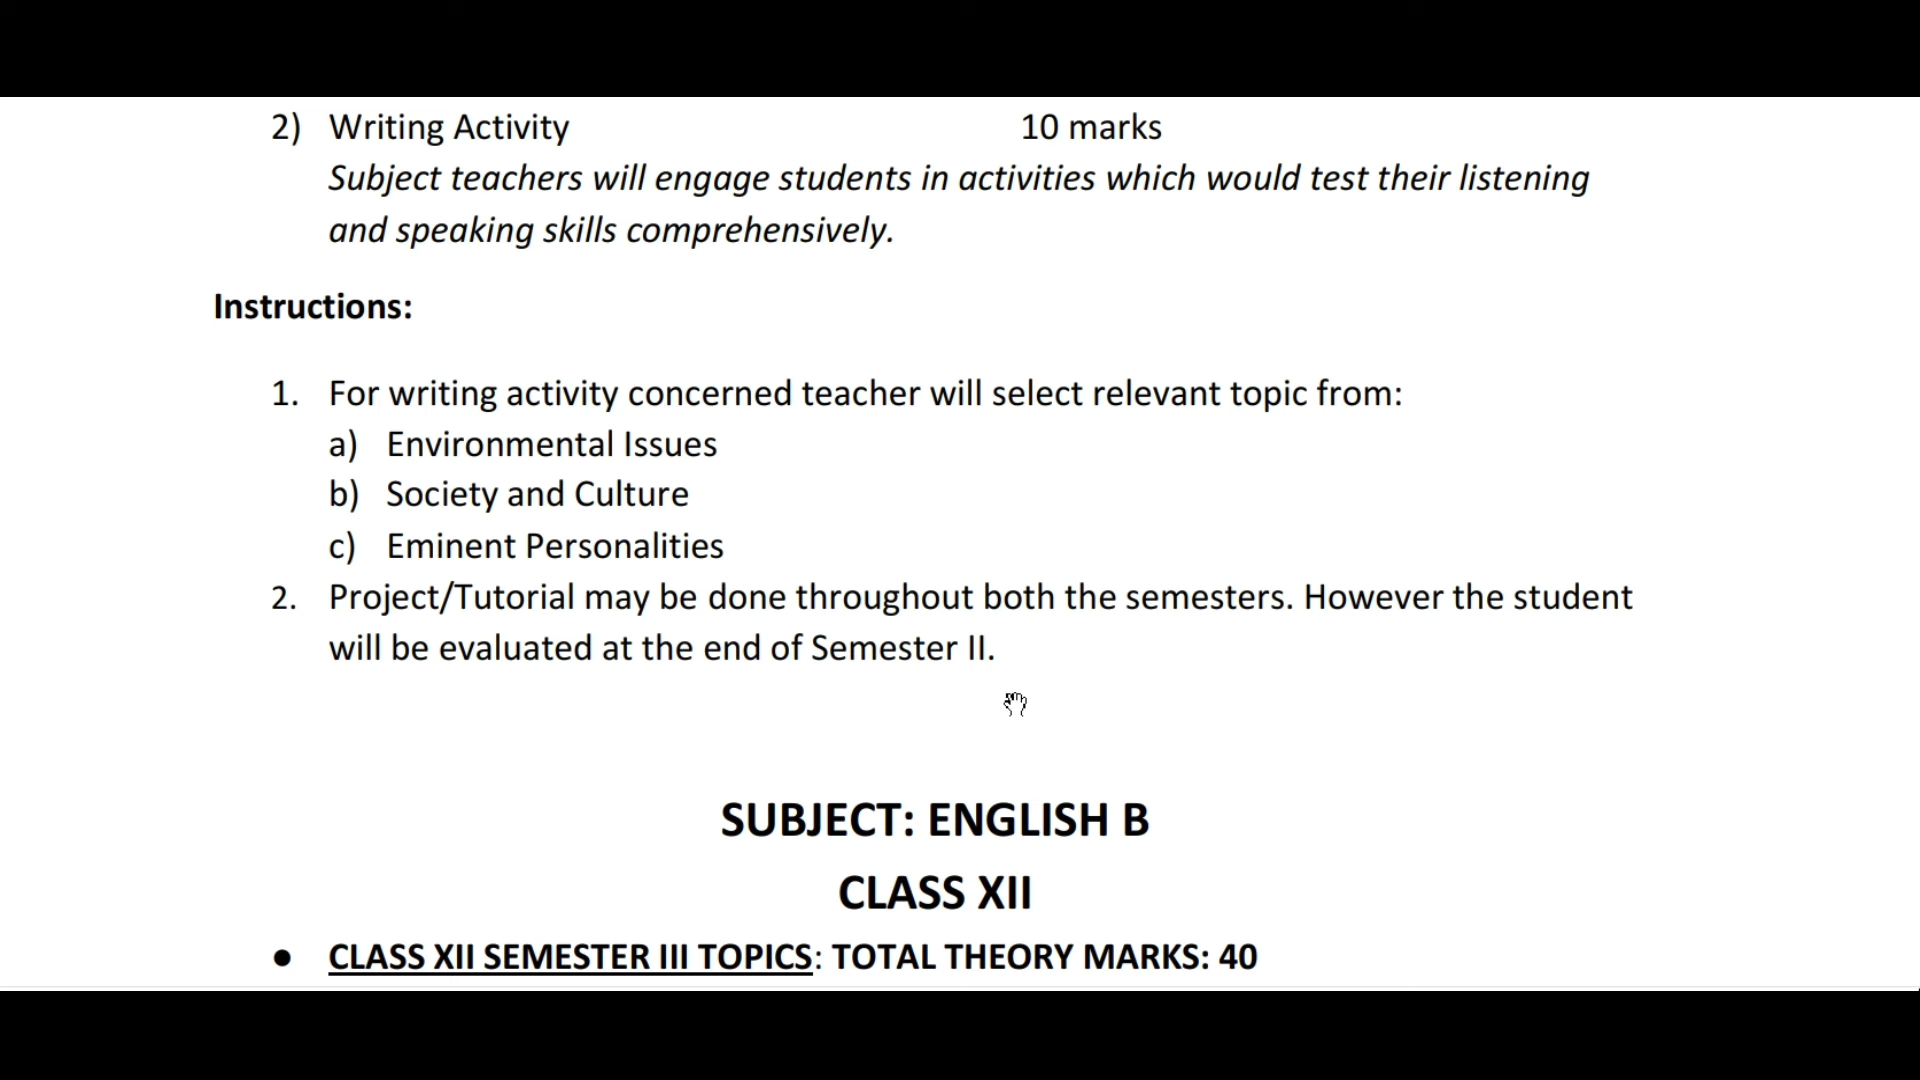 2) Writing Activity 10 marks
Subject teachers will engage students in activities which would test their listening
and speaking skills comprehensively.
Instructions:
1. For writing activity concerned teacher will select relevant topic from:
a) Environmental Issues
b) Society and Culture
c) Eminent Personalities
2. Project/Tutorial may be done throughout both the semesters. However the student
will be evaluated at the end of Semester II.
SUBJECT: ENGLISH B
CLASS XII
● CLASS XII SEMESTER III TOPICS: TOTAL THEORY MARKS: 40